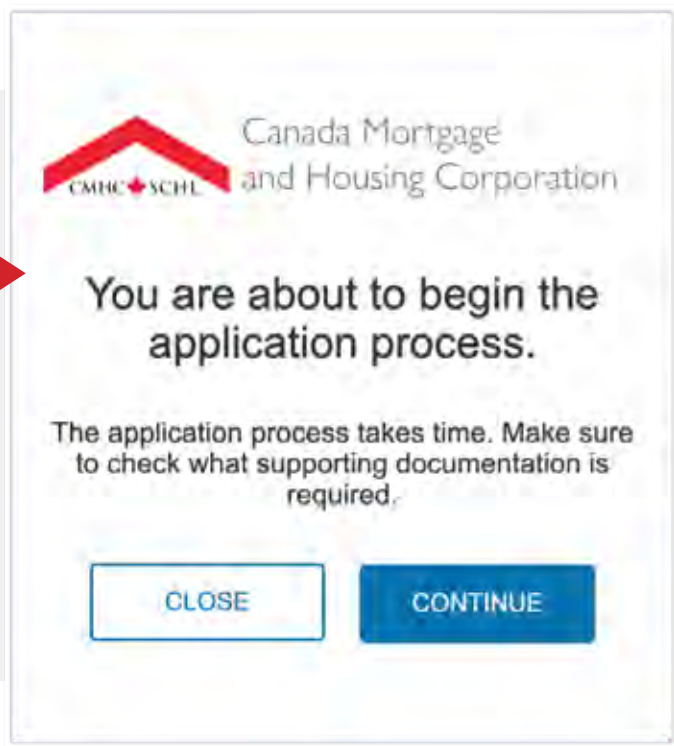 CMHC SCHL
Canada Mortgage
and Housing Corporation
You are about to begin the
application process.
The application process takes time. Make sure
to check what supporting documentation is
required.
CLOSE
CONTINUE